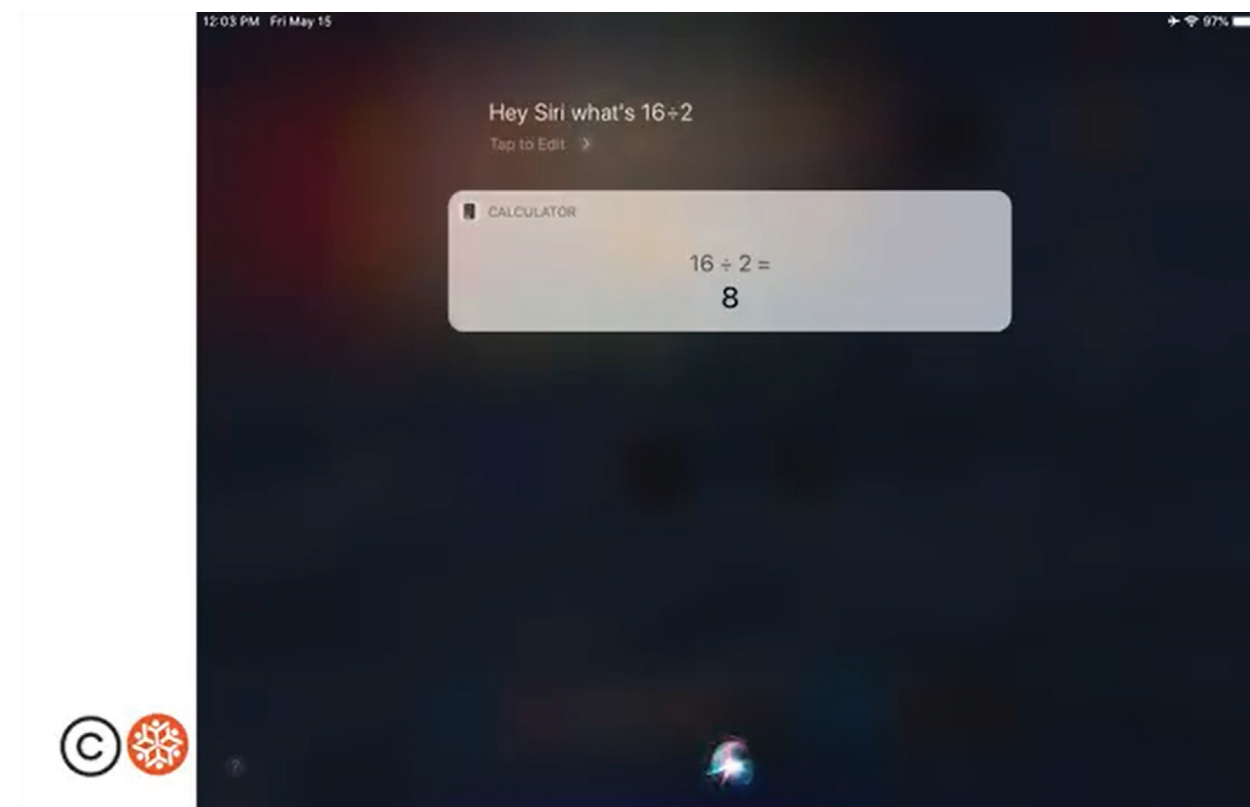 12:03 PM Fri May 15
97%
Hey Siri what's 16÷2
Tap to Edit >
CALCULATOR
16 ÷ 2 =
8
©
?